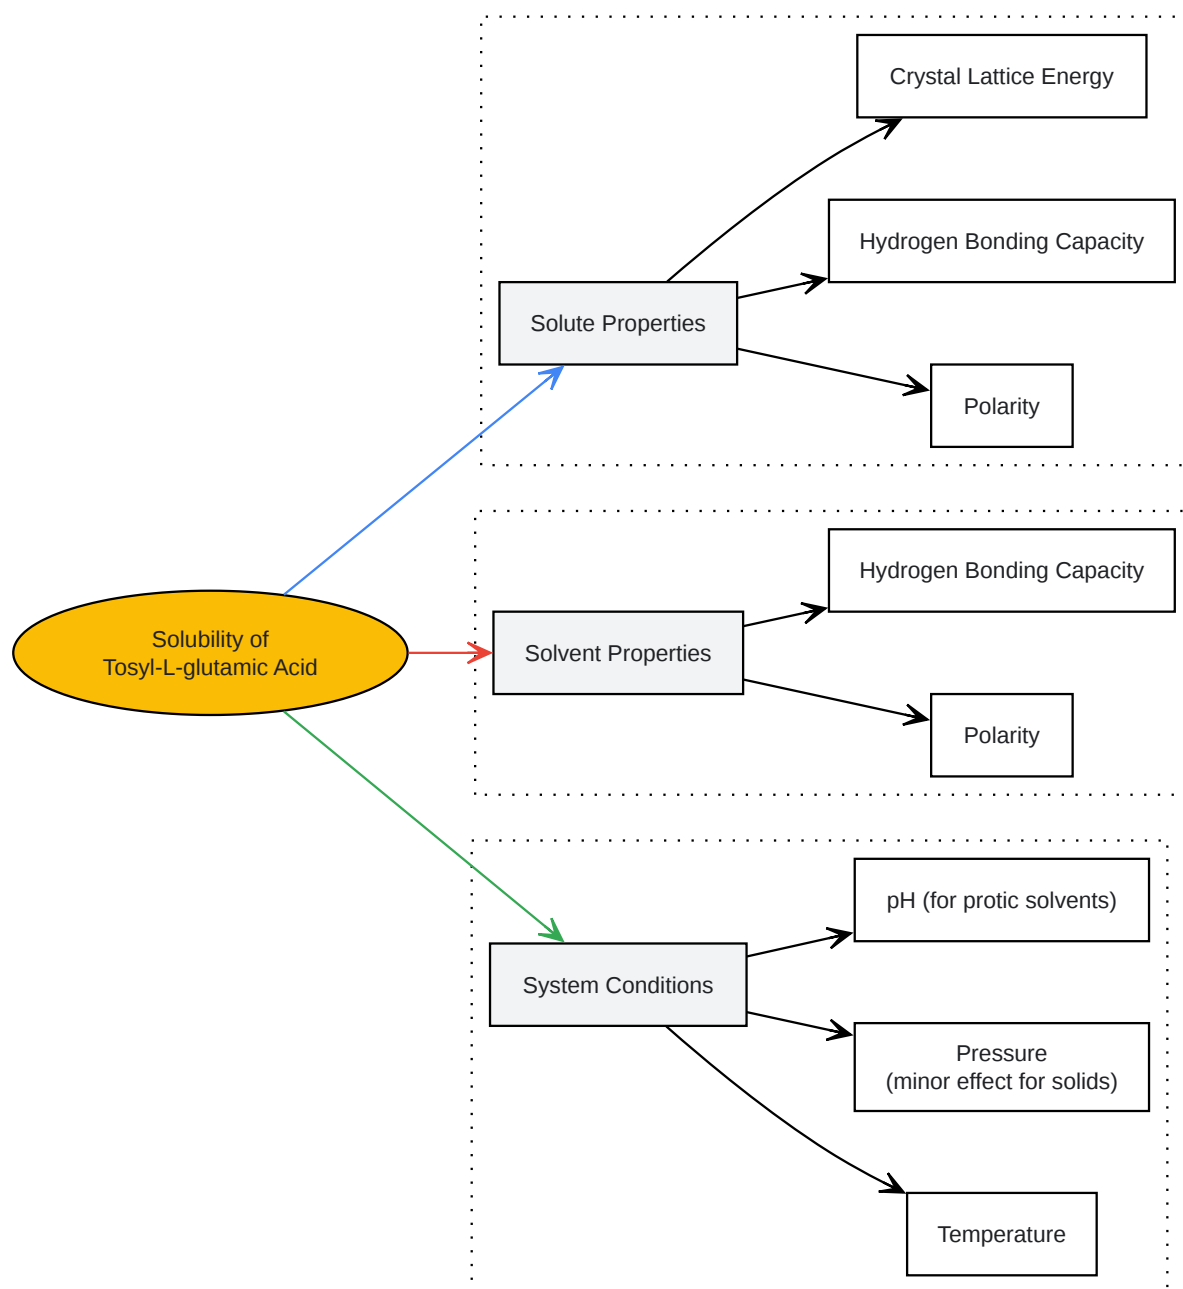 Crystal Lattice Energy
Hydrogen Bonding Capacity
Solute Properties
Polarity
Hydrogen Bonding Capacity
Solubility of
Tosyl-L-glutamic Acid
Solvent Properties
Polarity
pH (for protic solvents)
System Conditions
Pressure
(minor effect for solids)
Temperature